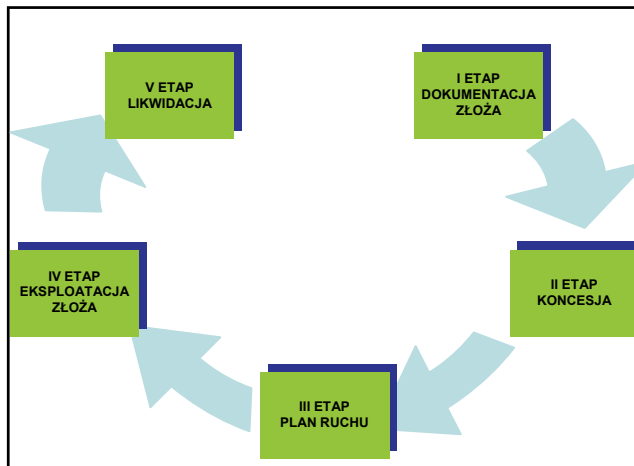 I ETAP
DOKUMENTACJA
ZŁOŻA
II ETAP
KONCESJA
III ETAP
PLAN RUCHU
IV ETAP
EKSPLOATACJA
ZŁOŻA
V ETAP
LIKWIDACJA